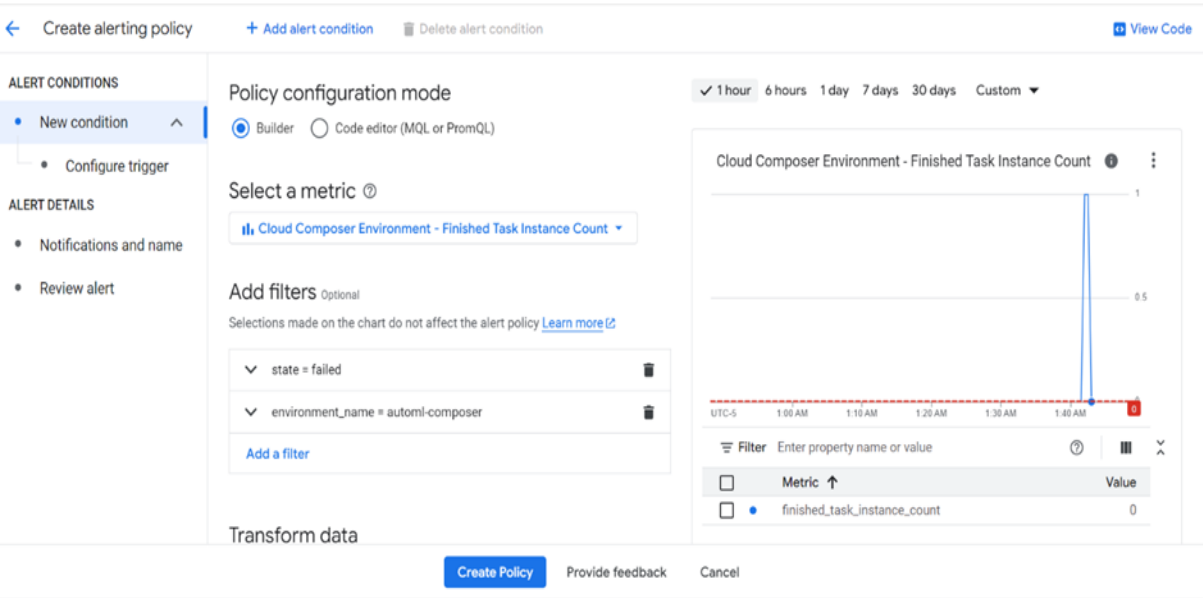 Create alerting policy
Add alert condition
Delete alert condition
View Code
ALERT CONDITIONS
New condition
Configure trigger
ALERT DETAILS
Notifications and name
Review alert
Policy configuration mode
Builder
Code editor (MQL or PromQL)
Select a metric
Cloud Composer Environment - Finished Task Instance Count
Add filters Optional
Selections made on the chart do not affect the alert policy Learn more
state = failed
environment_name = automl-composer
Add a filter
Transform data
1 hour 6 hours 1 day 7 days 30 days Custom
Cloud Composer Environment - Finished Task Instance Count
1
0.5
0
UTC-5 1:00 AM 1:10 AM 1:20 AM 1:30 AM 1:40 AM
Filter Enter property name or value
Metric Value
finished_task_instance_count 0
Create Policy Provide feedback Cancel